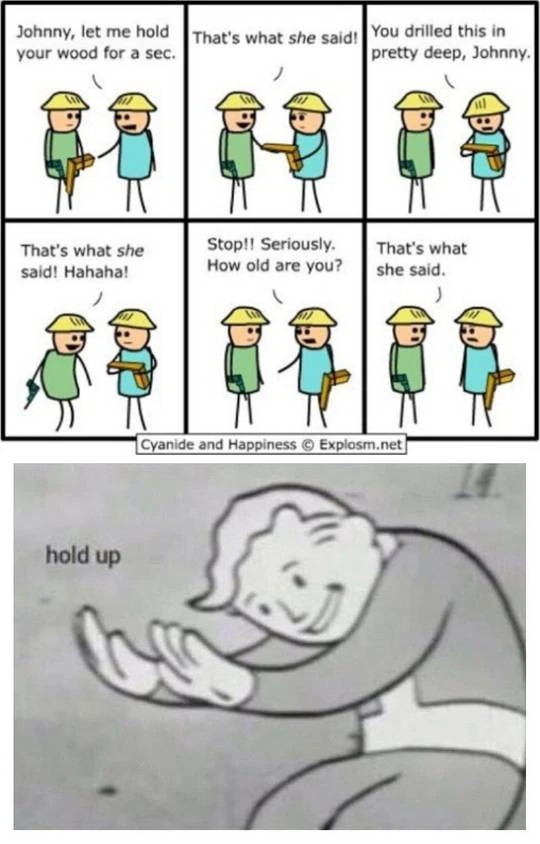 Johnny, let me hold
your wood for a sec.
That's what she said!
You drilled this in
pretty deep, Johnny.
That's what she
said! Hahaha!
Stop!! Seriously.
How old are you?
That's what
she said.
Cyanide and Happiness © Explosm.net
hold up